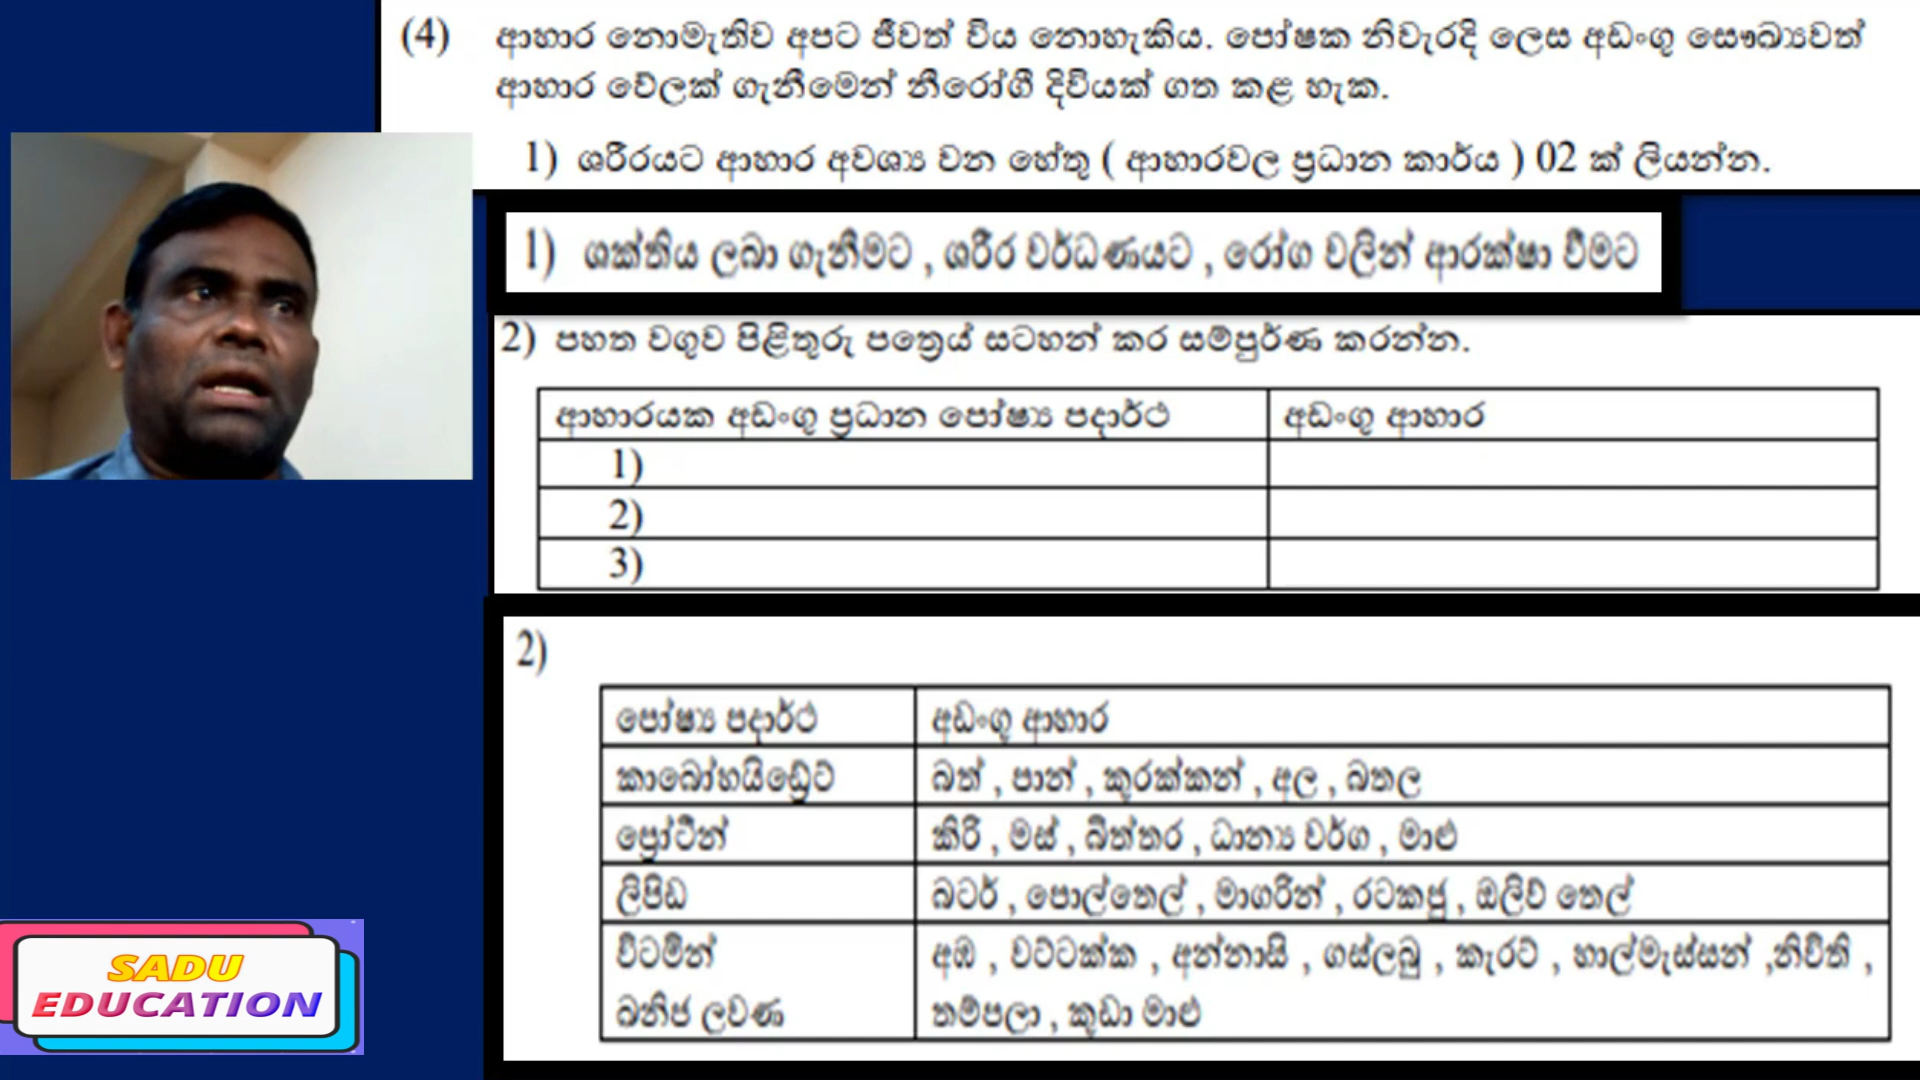 (4) ආහාර නොමැතිව අපට ජීවත් විය නොහැකිය. පෝෂක නිවැරදි ලෙස අඩංගු සෞඛ්‍යවත්
ආහාර වේලක් ගැනීමෙන් නීරෝගී දිවියක් ගත කළ හැක.
1) ශරීරයට ආහාර අවශ්‍ය වන හේතු ( ආහාරවල ප්‍රධාන කාර්ය ) 02 ක් ලියන්න.
1) ශක්තිය ලබා ගැනීමට , ශරීර වර්ධණයට , රෝග වලින් ආරක්ෂා වීමට
2) පහත වගුව පිළිතුරු පත්‍රෙය් සටහන් කර සම්පුර්ණ කරන්න.
ආහාරයක අඩංගු ප්‍රධාන පෝෂ්‍ය පදාර්ථ අඩංගු ආහාර
1)
2)
3)
2)
පෝෂ්‍ය පදාර්ථ අඩංගු ආහාර
කාබෝහයිඩ්‍රේට් බත් , පාන් , කුරක්කන් , අල , බතල
ප්‍රෝටීන් කිරි , මස් , බිත්තර , ධාන්‍ය වර්ග , මාළු
ලිපිඩ බටර් , පොල්තෙල් , මාගරින් , රටකජු , ඔලිව් තෙල්
විටමින් අඹ , වට්ටක්ක , අන්නාසි , ගස්ලබු , කැරට් , හාල්මැස්සන් ,නිවිති ,
ඛනිජ ලවණ තම්පලා , කුඩා මාළු
SADU
EDUCATION